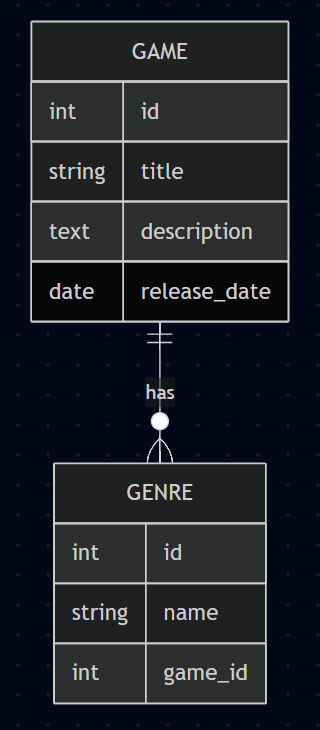 GAME
int id
string title
text description
date release_date
has
GENRE
int id
string name
int game_id